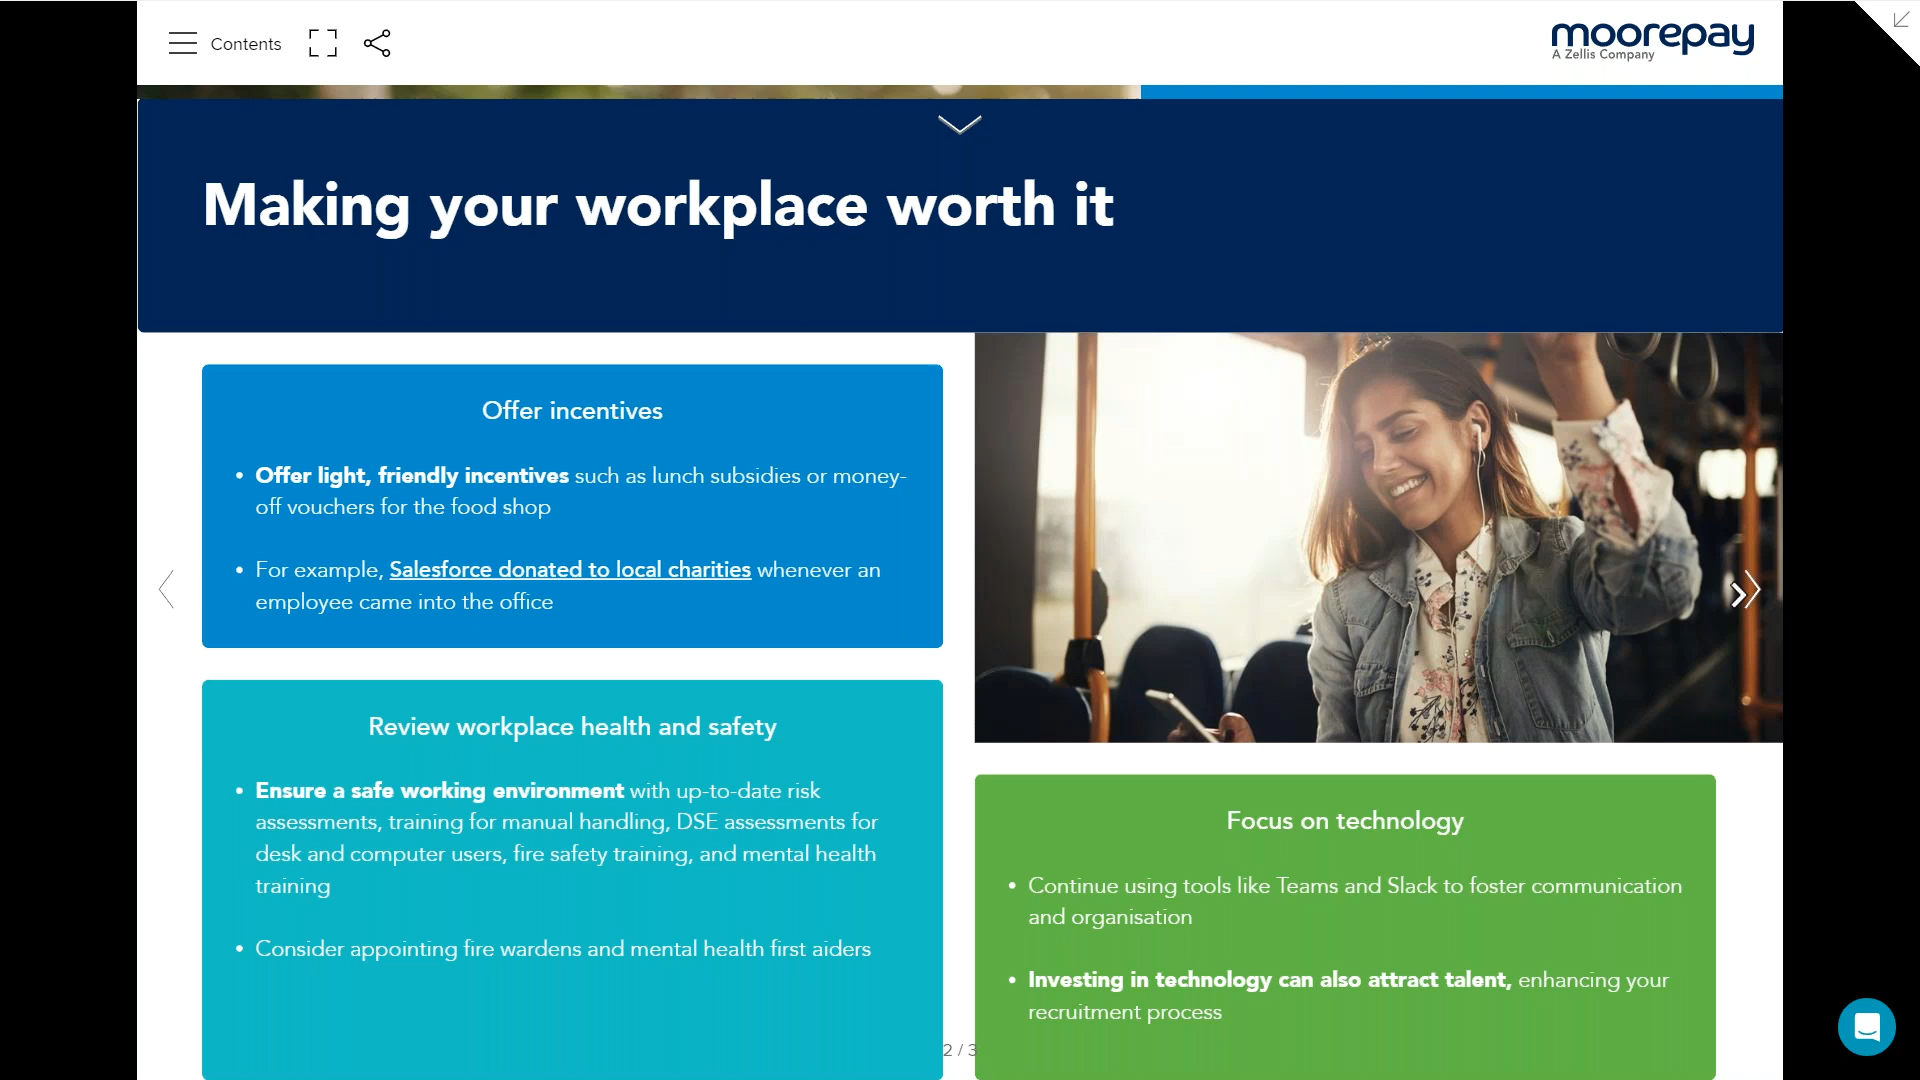 Contents
moorepay
A Zellis Company
Making your workplace worth it
Offer incentives
• Offer light, friendly incentives such as lunch subsidies or money-
off vouchers for the food shop
• For example, Salesforce donated to local charities whenever an
employee came into the office
Review workplace health and safety
• Ensure a safe working environment with up-to-date risk
assessments, training for manual handling, DSE assessments for
desk and computer users, fire safety training, and mental health
training
• Consider appointing fire wardens and mental health first aiders
Focus on technology
• Continue using tools like Teams and Slack to foster communication
and organisation
• Investing in technology can also attract talent, enhancing your
recruitment process
2 / 3